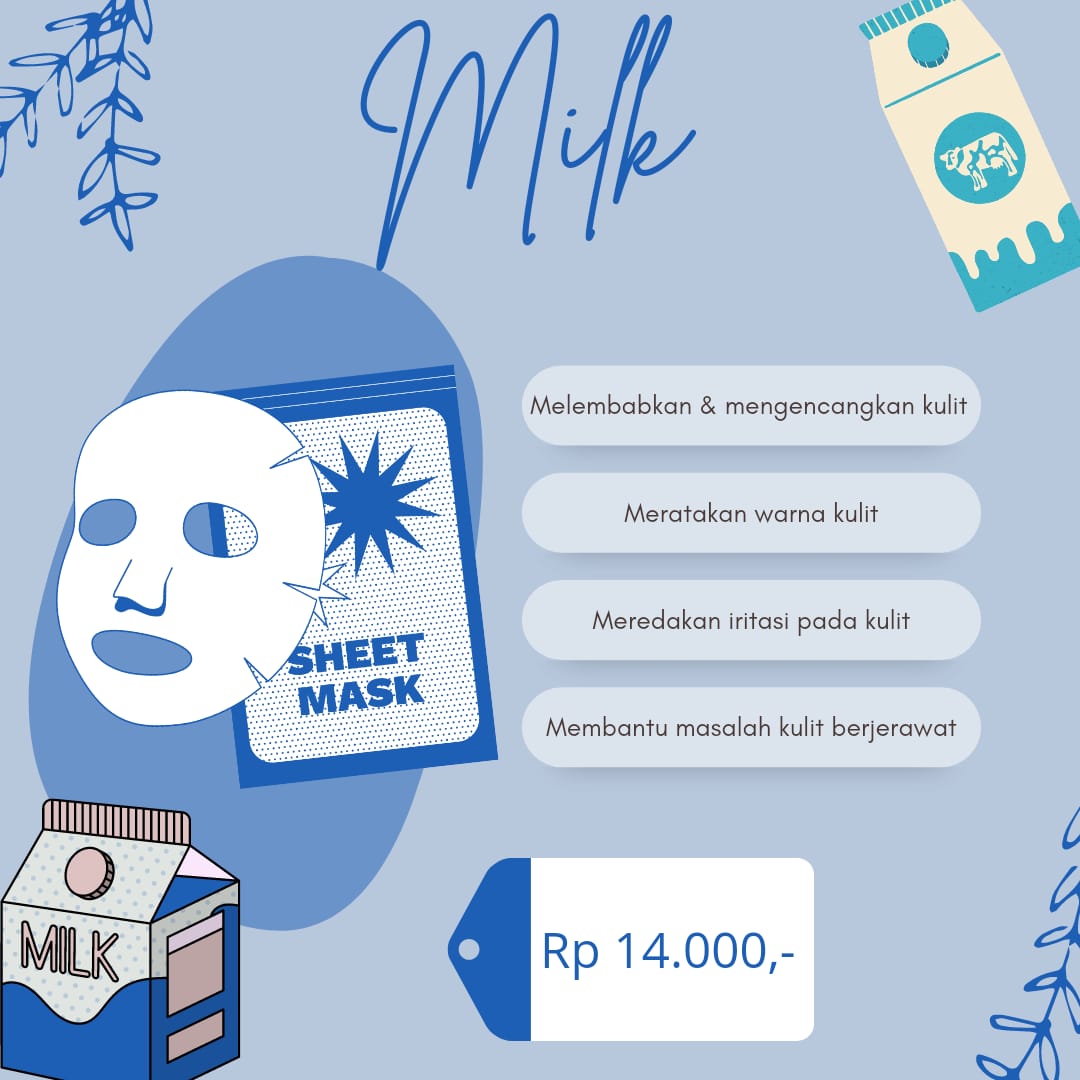 Milk
Melembabkan & mengencangkan kulit
Meratakan warna kulit
Meredakan iritasi pada kulit
Membantu masalah kulit berjerawat
SHEET
MASK
MILK
Rp 14.000,-